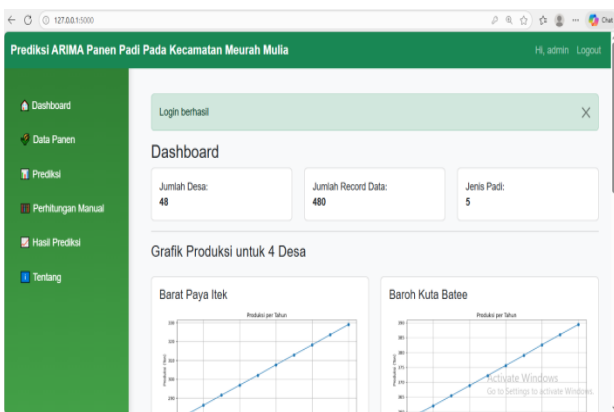 127.0.0.1:5000
Chat
Prediksi ARIMA Panen Padi Pada Kecamatan Meurah Mulia
Hi, admin Logout
Dashboard
Data Panen
Prediksi
Perhitungan Manual
Hasil Prediksi
Tentang
Login berhasil
Dashboard
Jumlah Desa:
48
Jumlah Record Data:
480
Jenis Padi:
5
Grafik Produksi untuk 4 Desa
Barat Paya Itek
Produksi per Tahun
Baroh Kuta Batee
Produksi per Tahun
Activate Windows
Go to Settings to activate Windows.